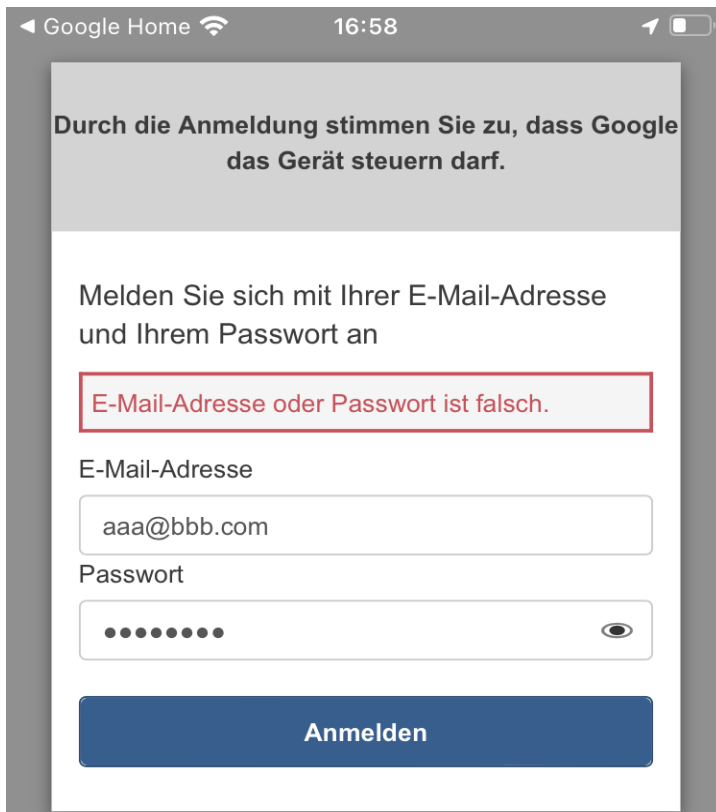 ◀ Google Home 16:58
Durch die Anmeldung stimmen Sie zu, dass Google
das Gerät steuern darf.
Melden Sie sich mit Ihrer E-Mail-Adresse
und Ihrem Passwort an
E-Mail-Adresse oder Passwort ist falsch.
E-Mail-Adresse
aaa@bbb.com
Passwort
••••••••
Anmelden